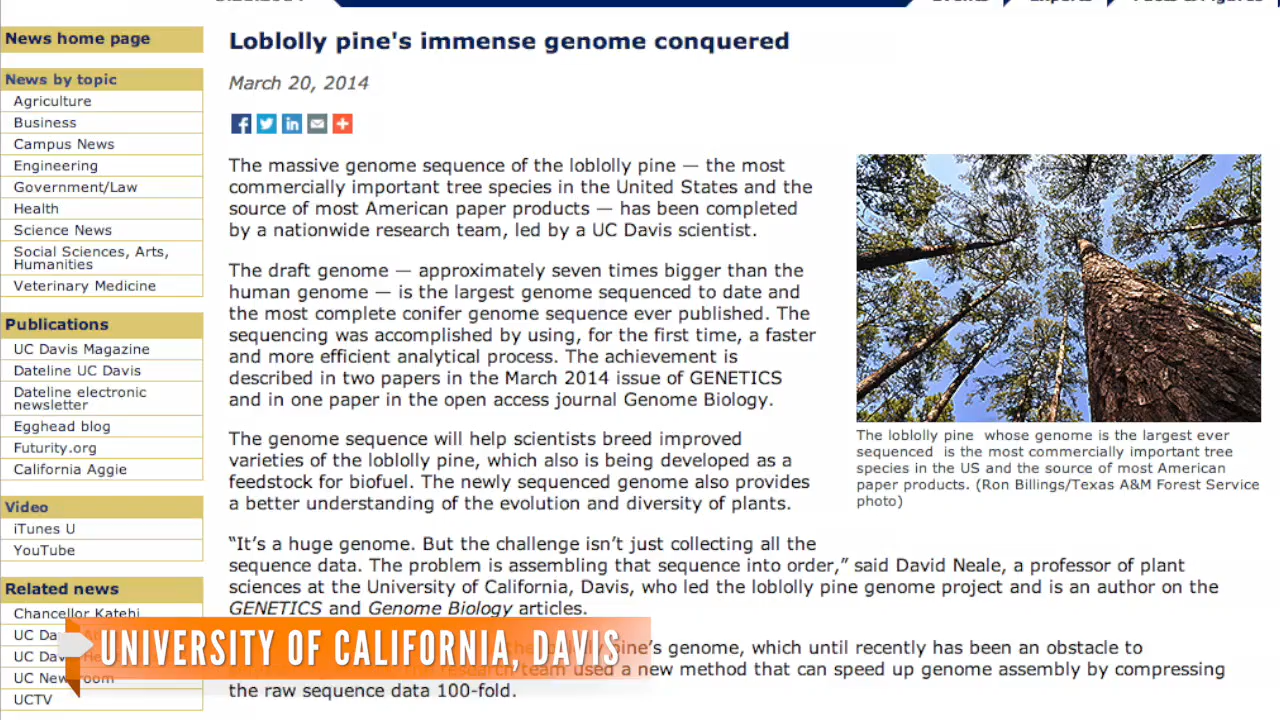 News home page
News by topic
Agriculture
Business
Campus News
Engineering
Government/Law
Health
Science News
Social Sciences, Arts,
Humanities
Veterinary Medicine
Publications
UC Davis Magazine
Dateline UC Davis
Dateline electronic
newsletter
Egghead blog
Futurity.org
California Aggie
Video
iTunes U
YouTube
Related news
Chancellor Katehi
UC
UC
UC
UCTV
Loblolly pine's immense genome conquered
March 20, 2014
The massive genome sequence of the loblolly pine — the most
commercially important tree species in the United States and the
source of most American paper products — has been completed
by a nationwide research team, led by a UC Davis scientist.
The draft genome — approximately seven times bigger than the
human genome — is the largest genome sequenced to date and
the most complete conifer genome sequence ever published. The
sequencing was accomplished by using, for the first time, a faster
and more efficient analytical process. The achievement is
described in two papers in the March 2014 issue of GENETICS
and in one paper in the open access journal Genome Biology.
The genome sequence will help scientists breed improved
varieties of the loblolly pine, which also is being developed as a
feedstock for biofuel. The newly sequenced genome also provides
a better understanding of the evolution and diversity of plants.
“It’s a huge genome. But the challenge isn’t just collecting all the
sequence data. The problem is assembling that sequence into order,” said David Neale, a professor of plant
sciences at the University of California, Davis, who led the loblolly pine genome project and is an author on the
GENETICS and Genome Biology articles.
pine’s genome, which until recently has been an obstacle to
research team used a new method that can speed up genome assembly by compressing
the raw sequence data 100-fold.
The loblolly pine whose genome is the largest ever
sequenced is the most commercially important tree
species in the US and the source of most American
paper products. (Ron Billings/Texas A&M Forest Service
photo)
UNIVERSITY OF CALIFORNIA, DAVIS